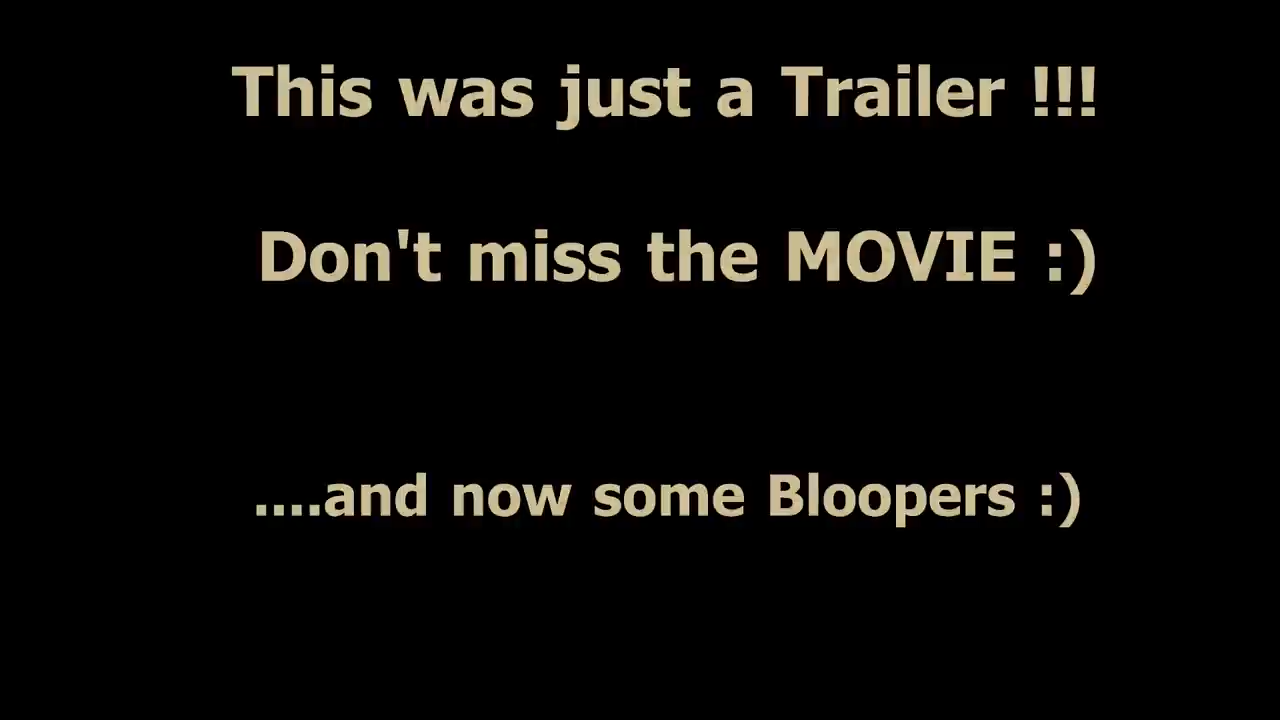 This was just a Trailer !!!
Don't miss the MOVIE :)
....and now some Bloopers :)